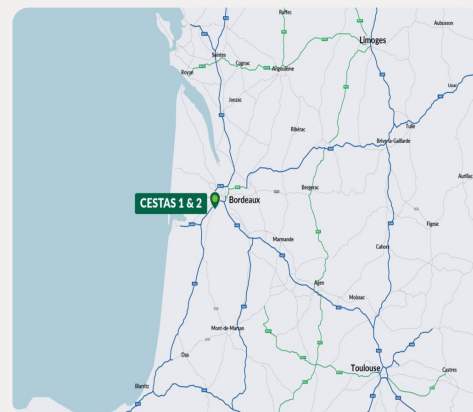 Ruffec
Aubusson
Limoges
Saintes
Cognac
Angoulême
Royan
Ussel
Jonzac
Tulle
Ribérac
Brive-la-Gaillarde
Aurillac
CESTAS 1 & 2
Bordeaux
Bergerac
Figeac
Marmande
Cahors
Agen
Moissac
Mont-de-Marsan
Dax
Toulouse
Castres
Biarritz